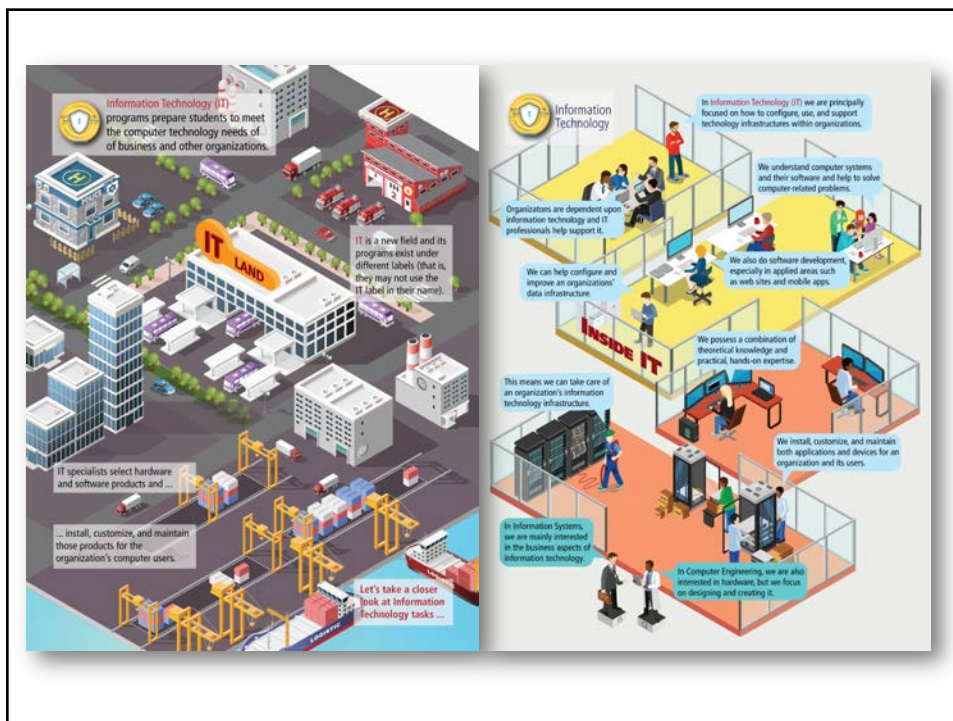 Information Technology (IT)
programs prepare students to meet
the computer technology needs of
of business and other organizations.
IT LAND
IT is a new field and its
programs exist under
different labels (that is,
they may not use the
IT label in their name).
IT specialists select hardware
and software products and ...
... install, customize, and maintain
those products for the
organization's computer users.
Let's take a closer
look at Information
Technology tasks ...
LOGISTIC
LOGISTIC
Information
Technology
In Information Technology (IT) we are principally
focused on how to configure, use, and support
technology infrastructures within organizations.
We understand computer systems
and their software and help to solve
computer-related problems.
Organizatons are dependent upon
information technology and IT
professionals help support it.
We also do software development,
especially in applied areas such
as web sites and mobile apps.
We can help configure and
improve an organizations'
data infrastructure.
INSIDE IT
We possess a combination of
theoretical knowledge and
practical, hands-on expertise.
This means we can take care of
an organization's information
technology infrastructure.
We install, customize, and maintain
both applications and devices for an
organization and its users.
In Information Systems,
we are mainly interested
in the business aspects of
information technology.
In Computer Engineering, we are also
interested in hardware, but we focus
on designing and creating it.